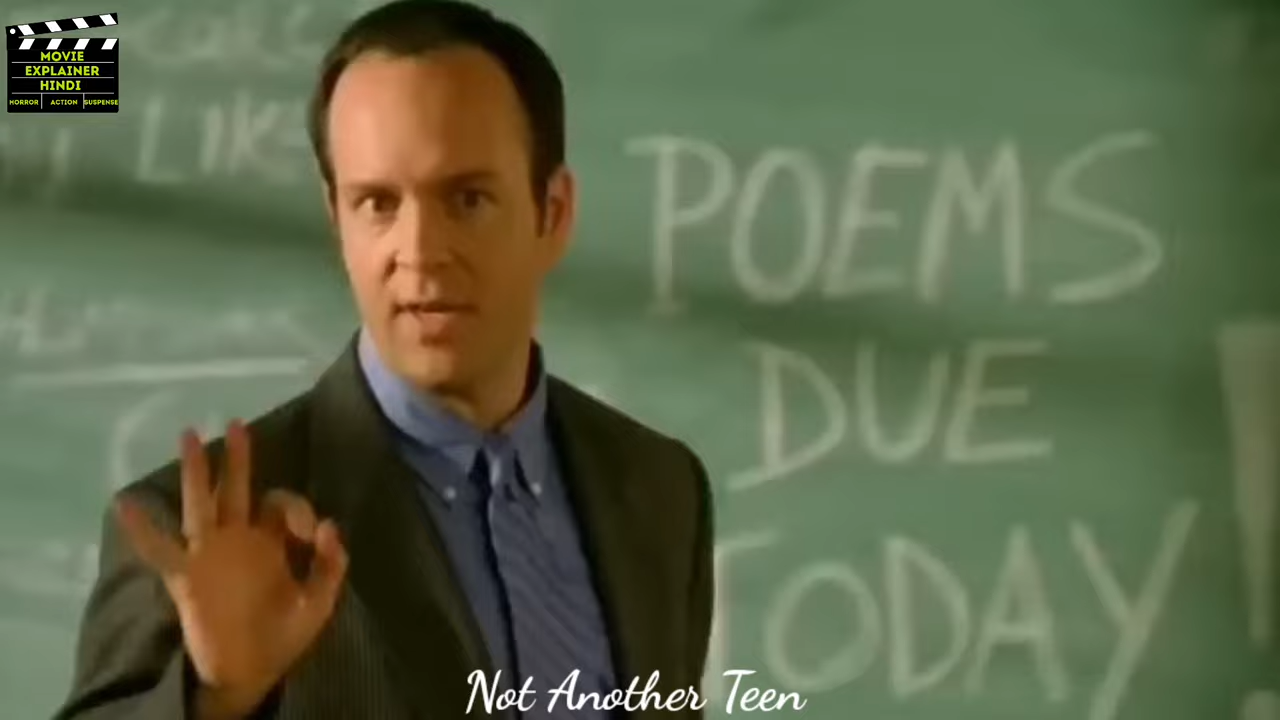 MOVIE
EXPLAINER
HINDI
HORROR ACTION SUSPENSE
LIKE
POEMS
DUE
TODAY!
Not Another Teen